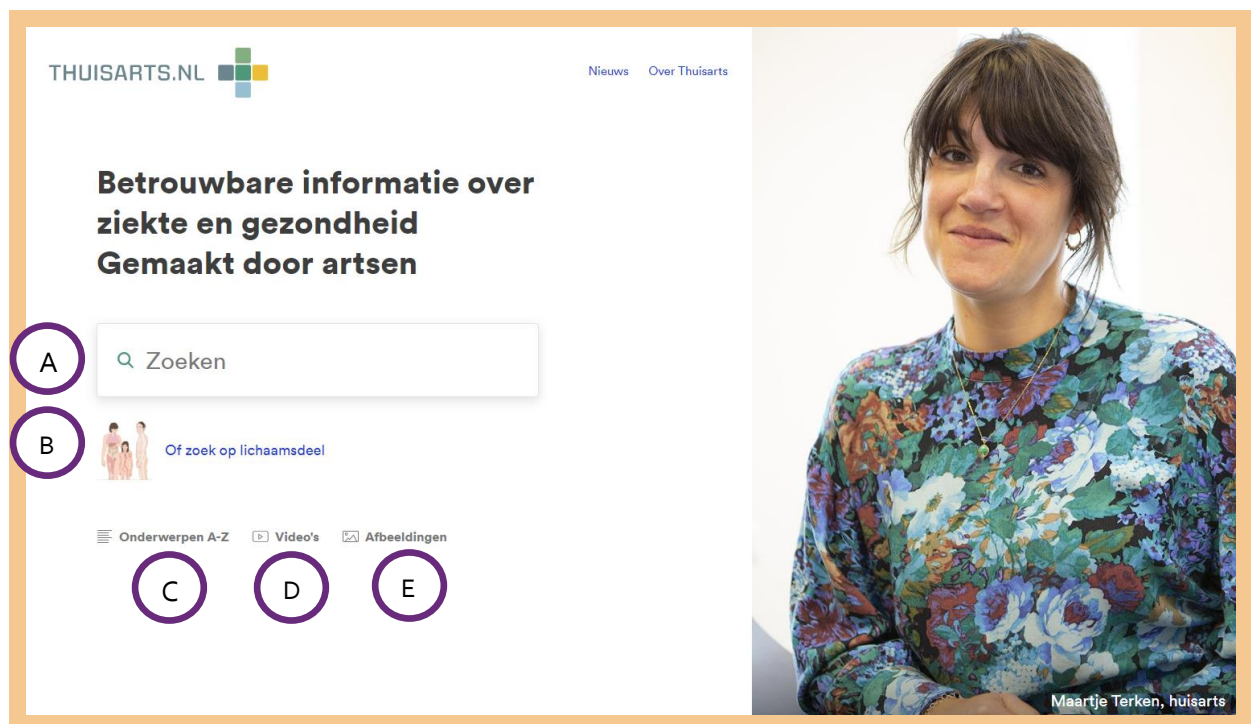 THUISARTS.NL
Nieuws Over Thuisarts
Betrouwbare informatie over
ziekte en gezondheid
Gemaakt door artsen
A
Zoeken
B
Of zoek op lichaamsdeel
Onderwerpen A-Z Video's Afbeeldingen
C D E
Maartje Terken, huisarts